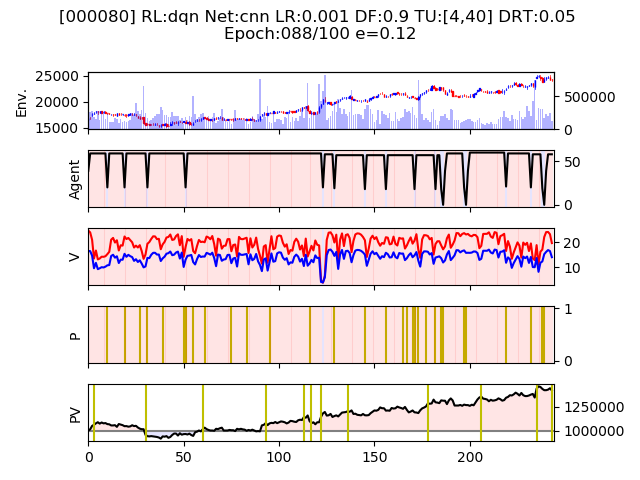 [000080] RL:dqn Net:cnn LR:0.001 DF:0.9 TU:[4,40] DRT:0.05
Epoch:088/100 e=0.12
Env.
25000
20000
15000
500000
0
Agent
50
0
V
20
10
P
1
0
PV
1250000
1000000
0
50
100
150
200